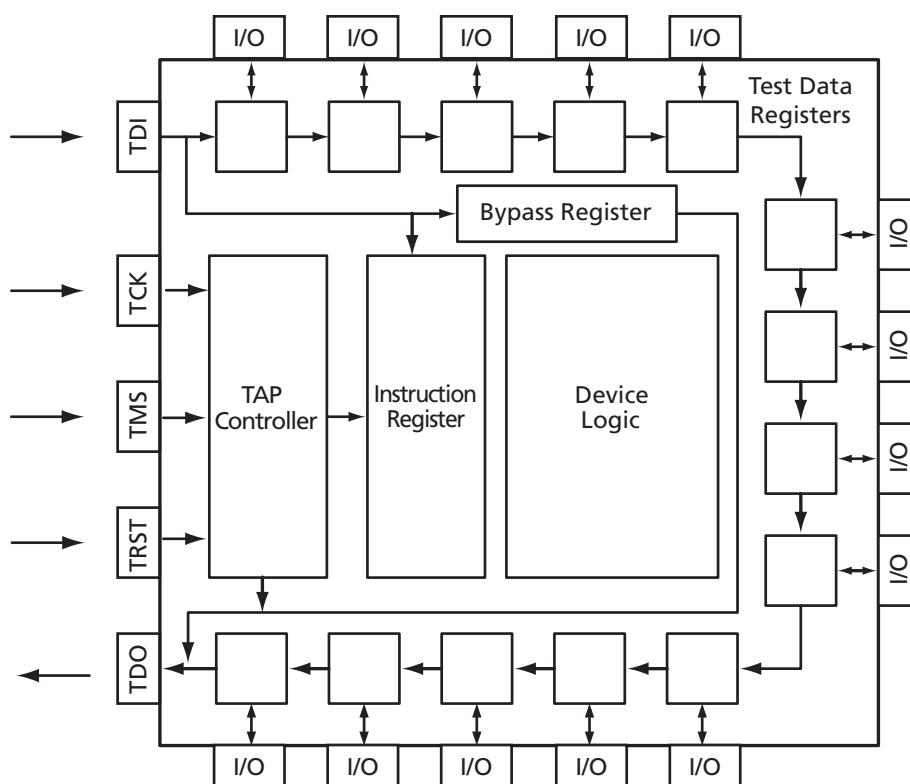 I/O
I/O
I/O
I/O
I/O
Test Data
Registers
TDI
Bypass Register
I/O
TCK
I/O
TMS
TAP
Controller
Instruction
Register
Device
Logic
I/O
TRST
I/O
TDO
I/O
I/O
I/O
I/O
I/O